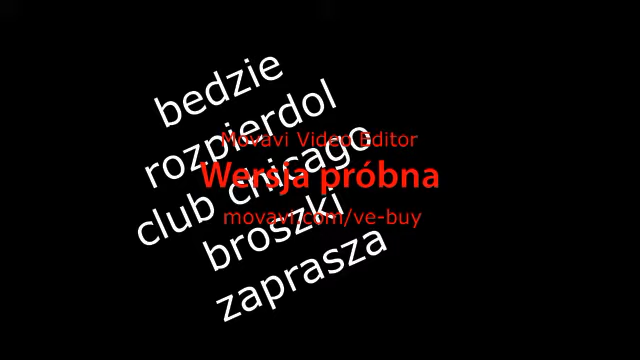 bedzie
rozpierdol
club chicago
broszki
zaprasza
Movavi Video Editor
Wersja próbna
movavi.com/ve-buy